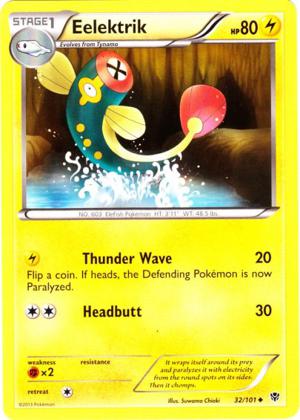 STAGE1 Eelektrik HP80
Evolves from Tynamo
NO. 603 EleFish Pokémon HT: 3'11" WT: 48.5 lbs.
Thunder Wave 20
Flip a coin. If heads, the Defending Pokémon is now
Paralyzed.
Headbutt 30
weakness resistance
×2
retreat
It wraps itself around its prey
and paralyzes it with electricity
from the round spots on its sides.
Then it chomps.
©2013 Pokémon
Illus. Suwama Chiaki 32/101